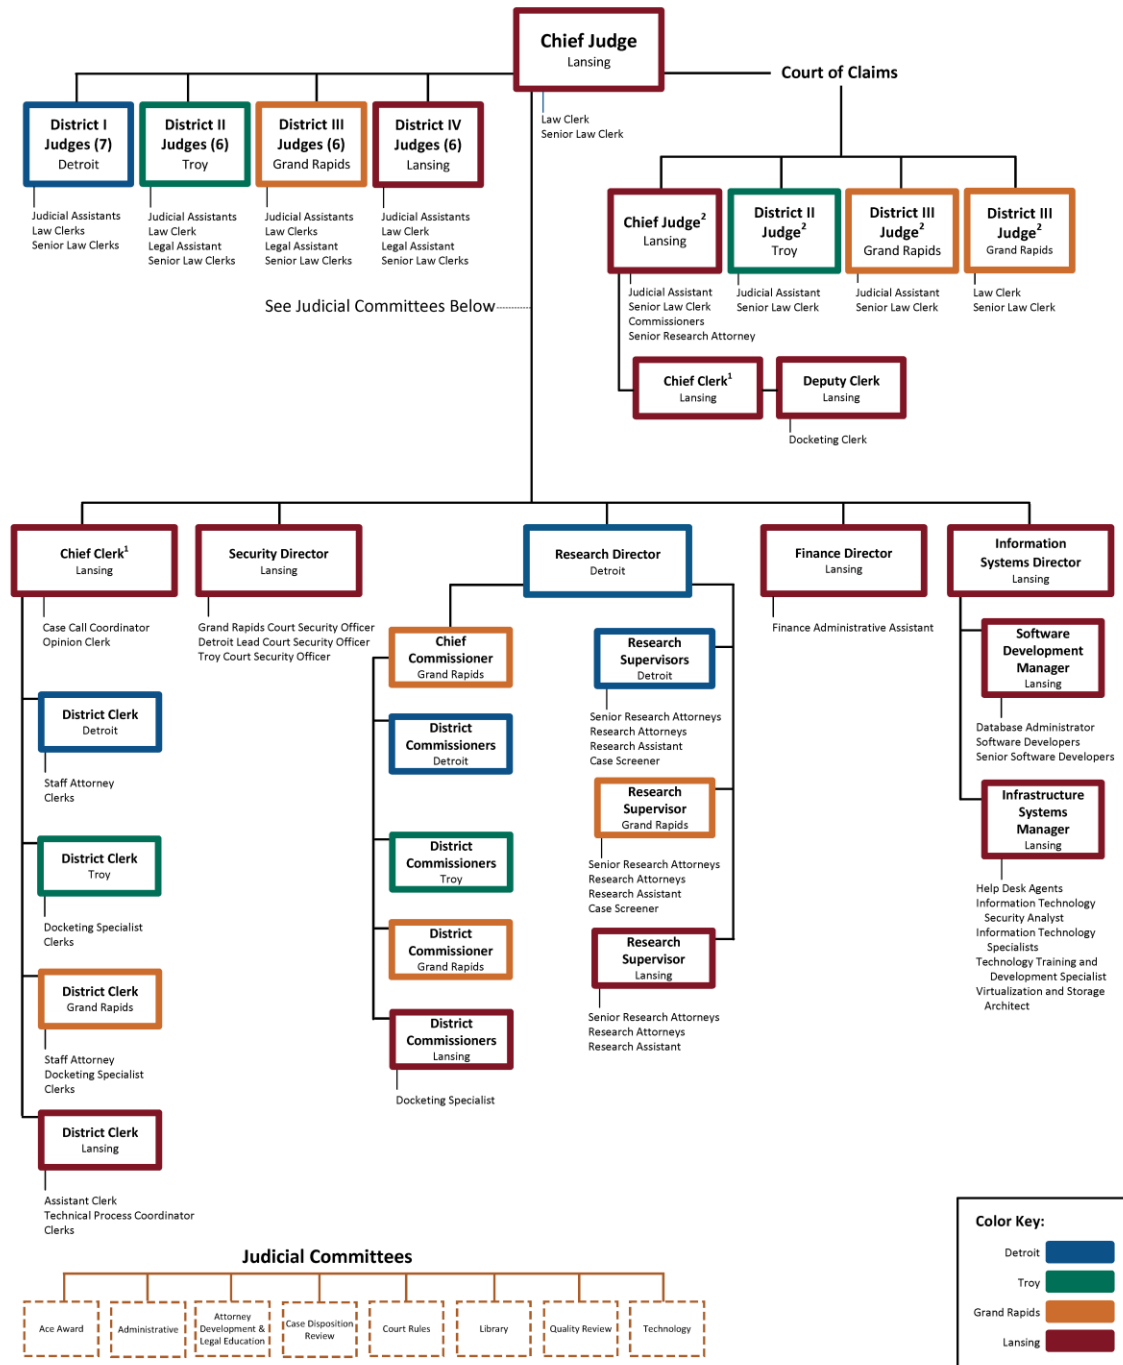 Chief Judge
Lansing
Court of Claims
Law Clerk
Senior Law Clerk
District I
Judges (7)
Detroit
District II
Judges (6)
Troy
District III
Judges (6)
Grand Rapids
District IV
Judges (6)
Lansing
Judicial Assistants
Law Clerks
Senior Law Clerks
Judicial Assistants
Law Clerk
Legal Assistant
Senior Law Clerks
Judicial Assistants
Law Clerks
Legal Assistant
Senior Law Clerks
Judicial Assistants
Law Clerk
Legal Assistant
Senior Law Clerks
Chief Judge²
Lansing
District II
Judge²
Troy
District III
Judge²
Grand Rapids
District III
Judge²
Grand Rapids
Judicial Assistant
Senior Law Clerk
Commissioners
Senior Research Attorney
Judicial Assistant
Senior Law Clerk
Judicial Assistant
Senior Law Clerk
Law Clerk
Senior Law Clerk
See Judicial Committees Below
Chief Clerk¹
Lansing
Deputy Clerk
Lansing
Docketing Clerk
Chief Clerk¹
Lansing
Case Call Coordinator
Opinion Clerk
District Clerk
Detroit
Staff Attorney
Clerks
District Clerk
Troy
Docketing Specialist
Clerks
District Clerk
Grand Rapids
Staff Attorney
Docketing Specialist
Clerks
District Clerk
Lansing
Assistant Clerk
Technical Process Coordinator
Clerks
Security Director
Lansing
Grand Rapids Court Security Officer
Detroit Lead Court Security Officer
Troy Court Security Officer
Research Director
Detroit
Chief
Commissioner
Grand Rapids
District
Commissioners
Detroit
District
Commissioners
Troy
District
Commissioner
Grand Rapids
District
Commissioners
Lansing
Docketing Specialist
Research
Supervisors
Detroit
Senior Research Attorneys
Research Attorneys
Research Assistant
Case Screener
Research
Supervisor
Grand Rapids
Senior Research Attorneys
Research Attorneys
Research Assistant
Case Screener
Research
Supervisor
Lansing
Senior Research Attorneys
Research Attorneys
Research Assistant
Finance Director
Lansing
Finance Administrative Assistant
Information
Systems Director
Lansing
Software
Development
Manager
Lansing
Database Administrator
Software Developers
Senior Software Developers
Infrastructure
Systems
Manager
Lansing
Help Desk Agents
Information Technology
Security Analyst
Information Technology
Specialists
Technology Training and
Development Specialist
Virtualization and Storage
Architect
Judicial Committees
Ace Award
Administrative
Attorney
Development &
Legal Education
Case Disposition
Review
Court Rules
Library
Quality Review
Technology
Color Key:
Detroit
Troy
Grand Rapids
Lansing